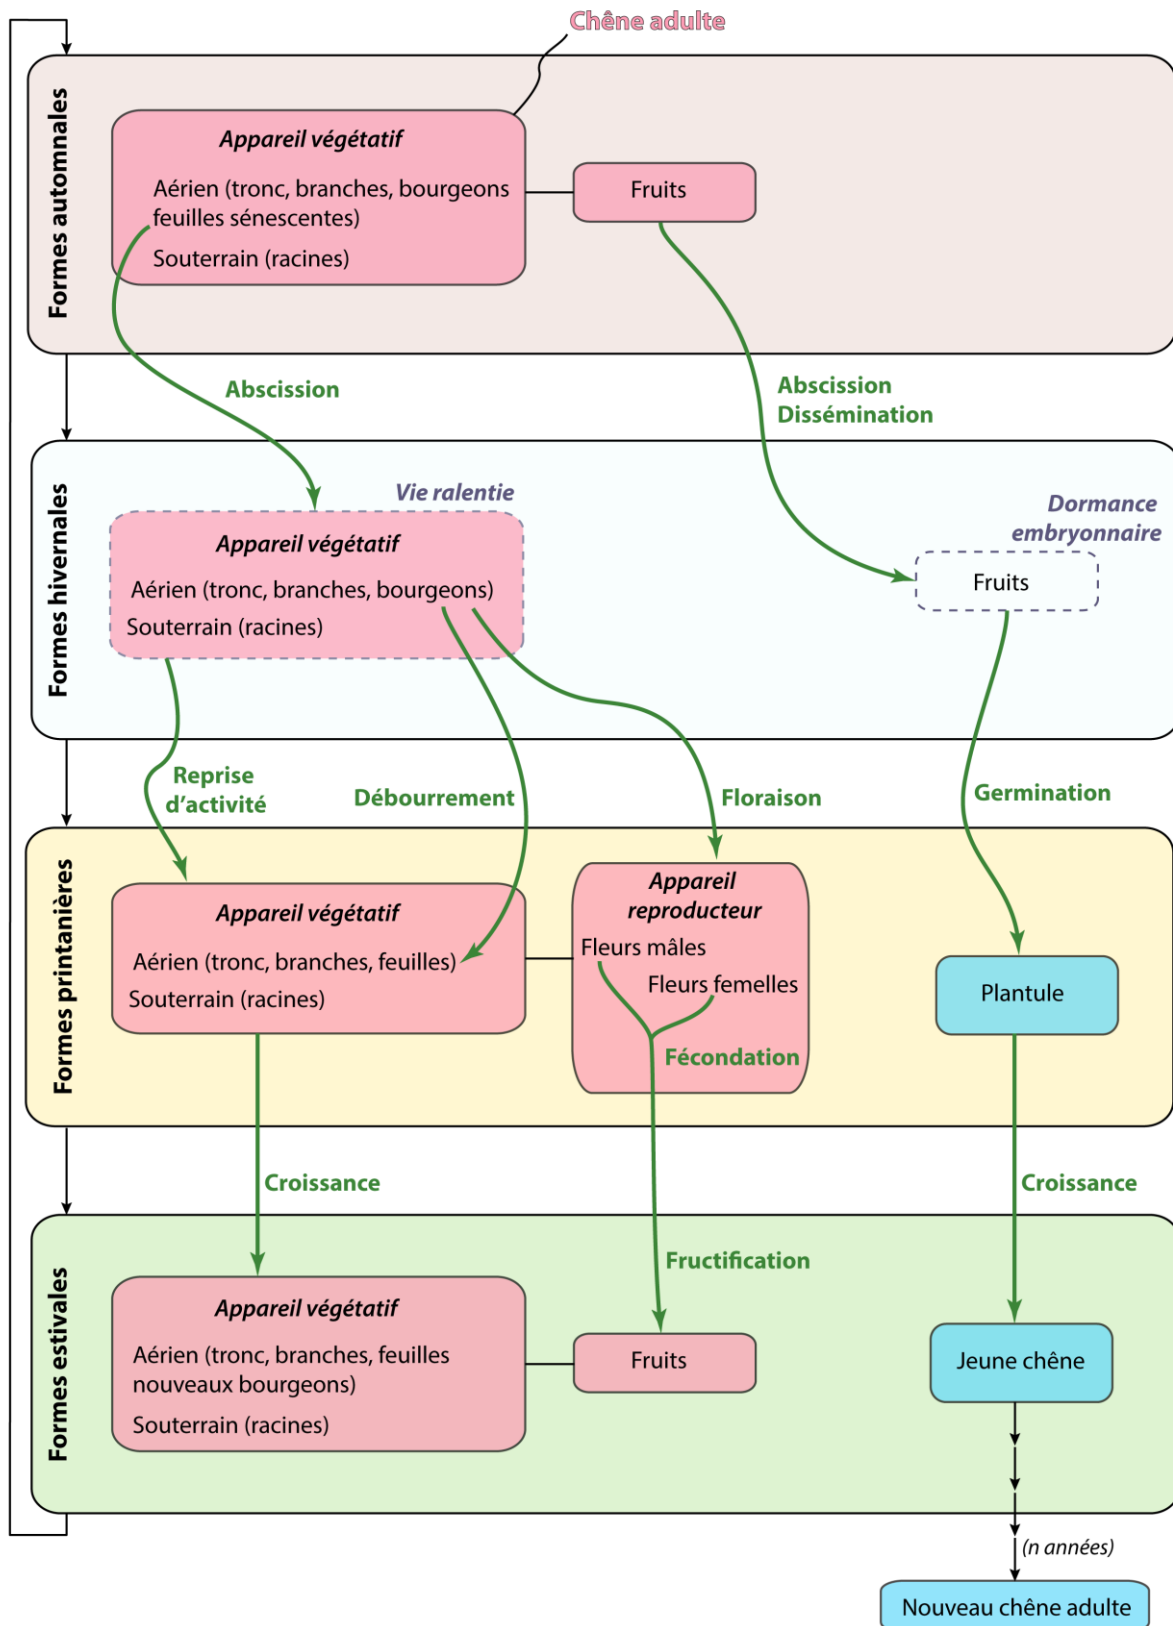 Chêne adulte
Formes automnales
Appareil végétatif
Aérien (tronc, branches, bourgeons
feuilles sénescentes)
Souterrain (racines)
Fruits
Abscission
Abscission
Dissémination
Formes hivernales
Vie ralentie
Appareil végétatif
Aérien (tronc, branches, bourgeons)
Souterrain (racines)
Dormance
embryonnaire
Fruits
Reprise
d’activité
Débourrement
Floraison
Germination
Formes printanières
Appareil végétatif
Aérien (tronc, branches, feuilles)
Souterrain (racines)
Appareil
reproducteur
Fleurs mâles
Fleurs femelles
Fécondation
Plantule
Croissance
Croissance
Fructification
Formes estivales
Appareil végétatif
Aérien (tronc, branches, feuilles
nouveaux bourgeons)
Souterrain (racines)
Fruits
Jeune chêne
(n années)
Nouveau chêne adulte